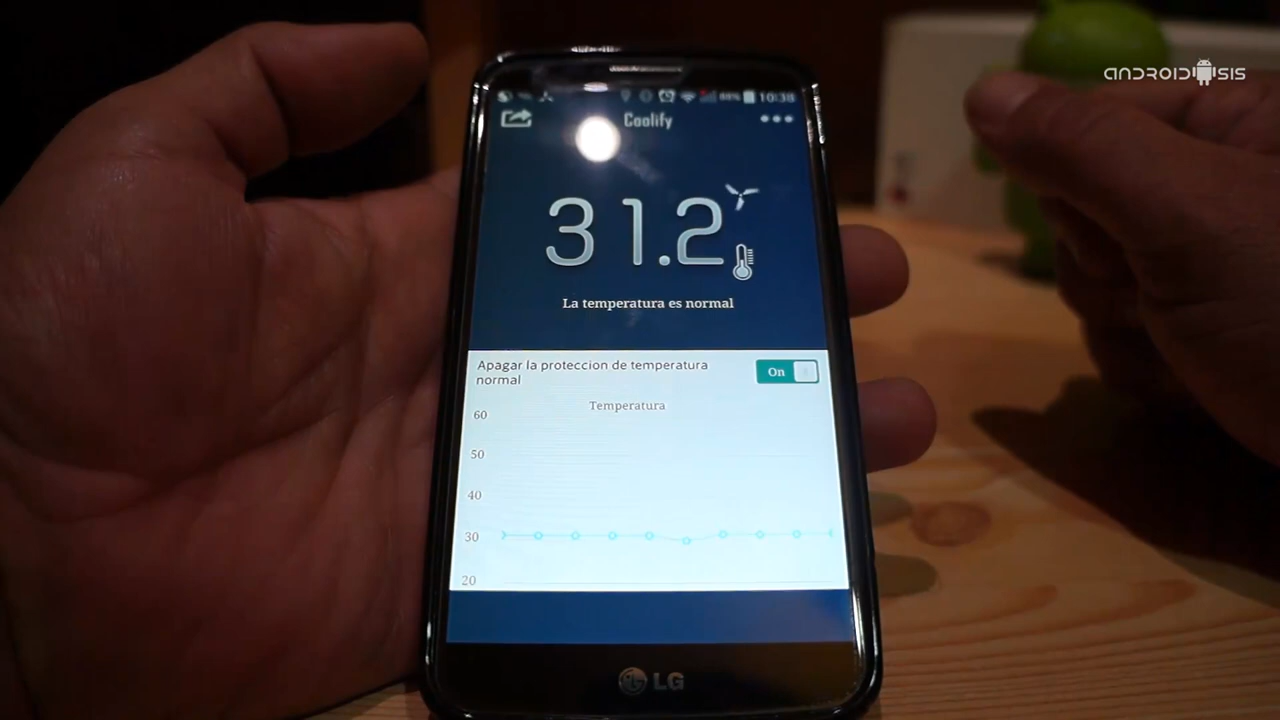 ANDROIDSIS
88% 10:38
Coolify
31.2
La temperatura es normal
Apagar la proteccion de temperatura
normal
On
Temperatura
60
50
40
30
20
LG